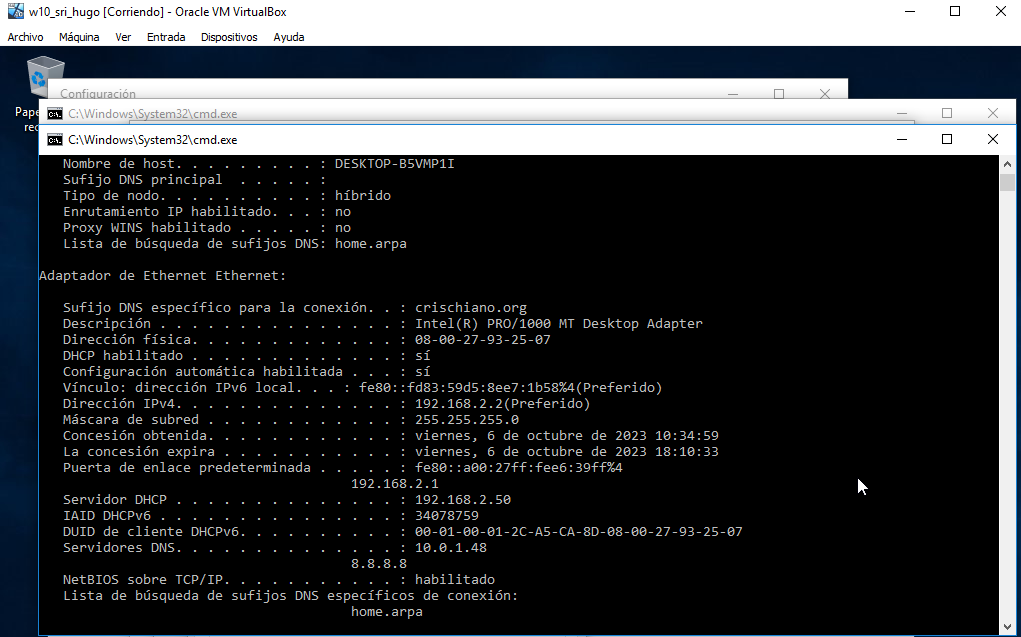 w10_sri_hugo [Corriendo] - Oracle VM VirtualBox
Archivo Máquina Ver Entrada Dispositivos Ayuda
Configuración
Pape
rec
C:\Windows\System32\cmd.exe
C:\Windows\System32\cmd.exe
Nombre de host. . . . . . . . . : DESKTOP-B5VMP1I
Sufijo DNS principal  . . . . . :
Tipo de nodo. . . . . . . . . . : híbrido
Enrutamiento IP habilitado. . . : no
Proxy WINS habilitado . . . . . : no
Lista de búsqueda de sufijos DNS: home.arpa
Adaptador de Ethernet Ethernet:
Sufijo DNS específico para la conexión. . : crischiano.org
Descripción . . . . . . . . . . . . . . . : Intel(R) PRO/1000 MT Desktop Adapter
Dirección física. . . . . . . . . . . . . : 08-00-27-93-25-07
DHCP habilitado . . . . . . . . . . . . . : sí
Configuración automática habilitada . . . : sí
Vínculo: dirección IPv6 local. . . : fe80::fd83:59d5:8ee7:1b58%4(Preferido)
Dirección IPv4. . . . . . . . . . . . . . : 192.168.2.2(Preferido)
Máscara de subred . . . . . . . . . . . . : 255.255.255.0
Concesión obtenida. . . . . . . . . . . . : viernes, 6 de octubre de 2023 10:34:59
La concesión expira . . . . . . . . . . . : viernes, 6 de octubre de 2023 18:10:33
Puerta de enlace predeterminada . . . . . : fe80::a00:27ff:fee6:39ff%4
192.168.2.1
Servidor DHCP . . . . . . . . . . . . . . : 192.168.2.50
IAID DHCPv6 . . . . . . . . . . . . . . . : 34078759
DUID de cliente DHCPv6. . . . . . . . . . : 00-01-00-01-2C-A5-CA-8D-08-00-27-93-25-07
Servidores DNS. . . . . . . . . . . . . . : 10.0.1.48
8.8.8.8
NetBIOS sobre TCP/IP. . . . . . . . . . . : habilitado
Lista de búsqueda de sufijos DNS específicos de conexión:
home.arpa